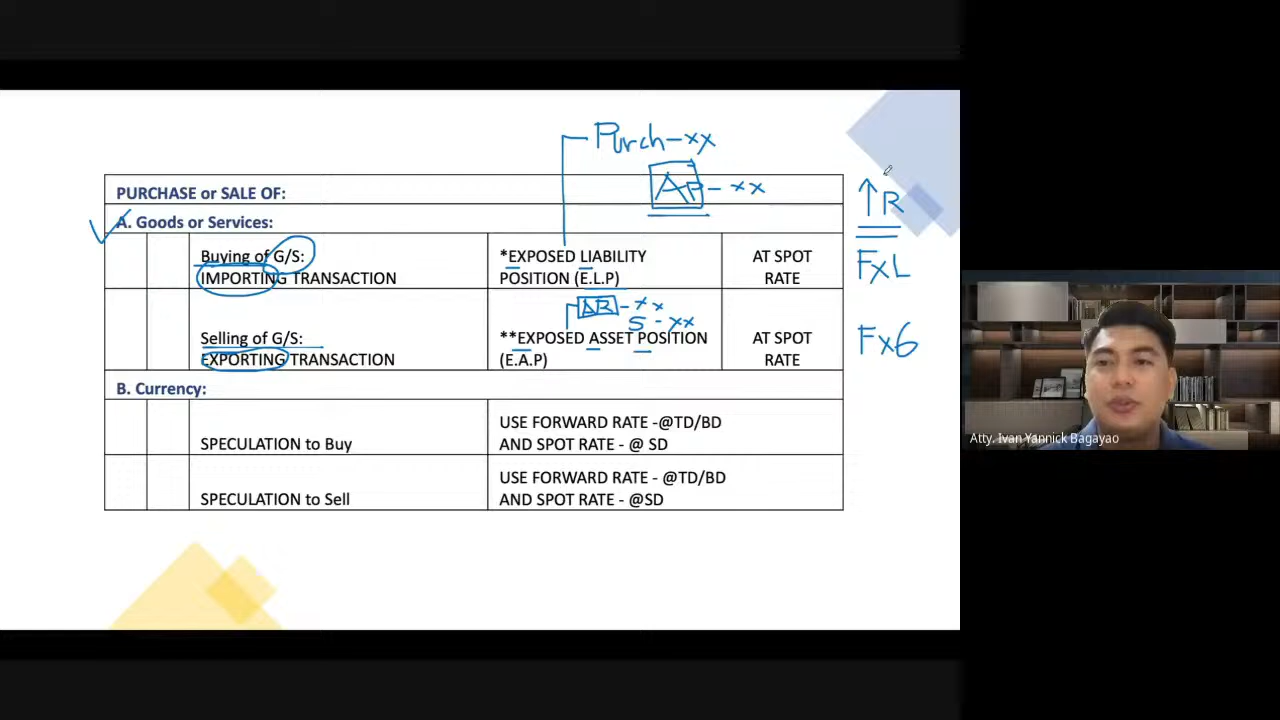 Purch-xx
AP - xx
PURCHASE or SALE OF:
A. Goods or Services:
Buying of G/S:
IMPORTING TRANSACTION
*EXPOSED LIABILITY
POSITION (E.L.P)
AT SPOT
RATE
AR - xx
S - xx
Selling of G/S:
EXPORTING TRANSACTION
**EXPOSED ASSET POSITION
(E.A.P)
AT SPOT
RATE
B. Currency:
SPECULATION to Buy
USE FORWARD RATE -@TD/BD
AND SPOT RATE - @ SD
SPECULATION to Sell
USE FORWARD RATE - @TD/BD
AND SPOT RATE - @SD
↑R
FxL
FxG
Atty. Ivan Yannick Bagayao